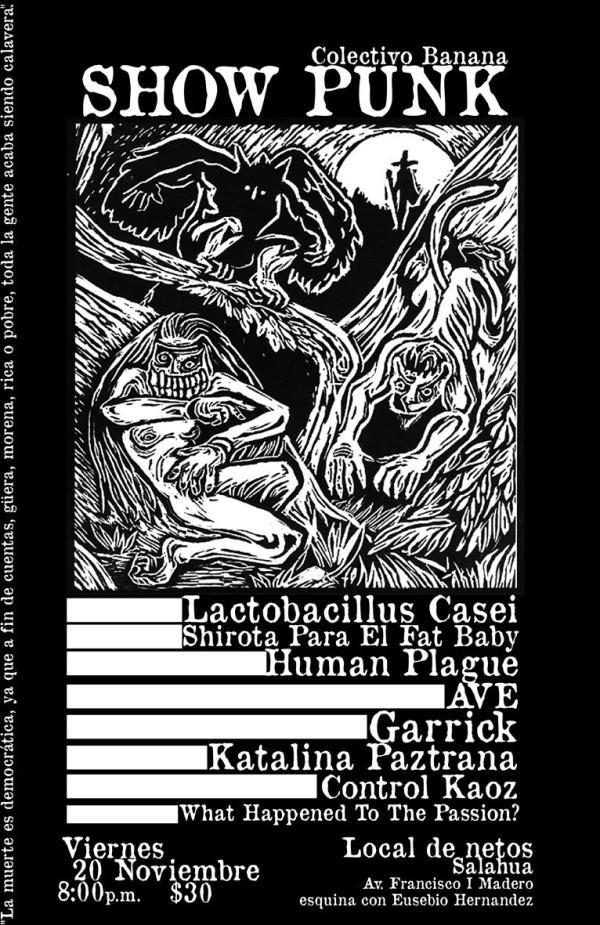 Colectivo Banana
SHOW PUNK
"La muerte es democrática, ya que a fin de cuentas, güera, morena, rica o pobre, toda la gente acaba siendo calavera".
Lactobacillus Casei
Shirota Para El Fat Baby
Human Plague
AVE
Garrick
Katalina Paztrana
Control Kaoz
What Happened To The Passion?
Viernes
20 Noviembre
8:00p.m. $30
Local de netos
Salahua
Av. Francisco I Madero
esquina con Eusebio Hernandez